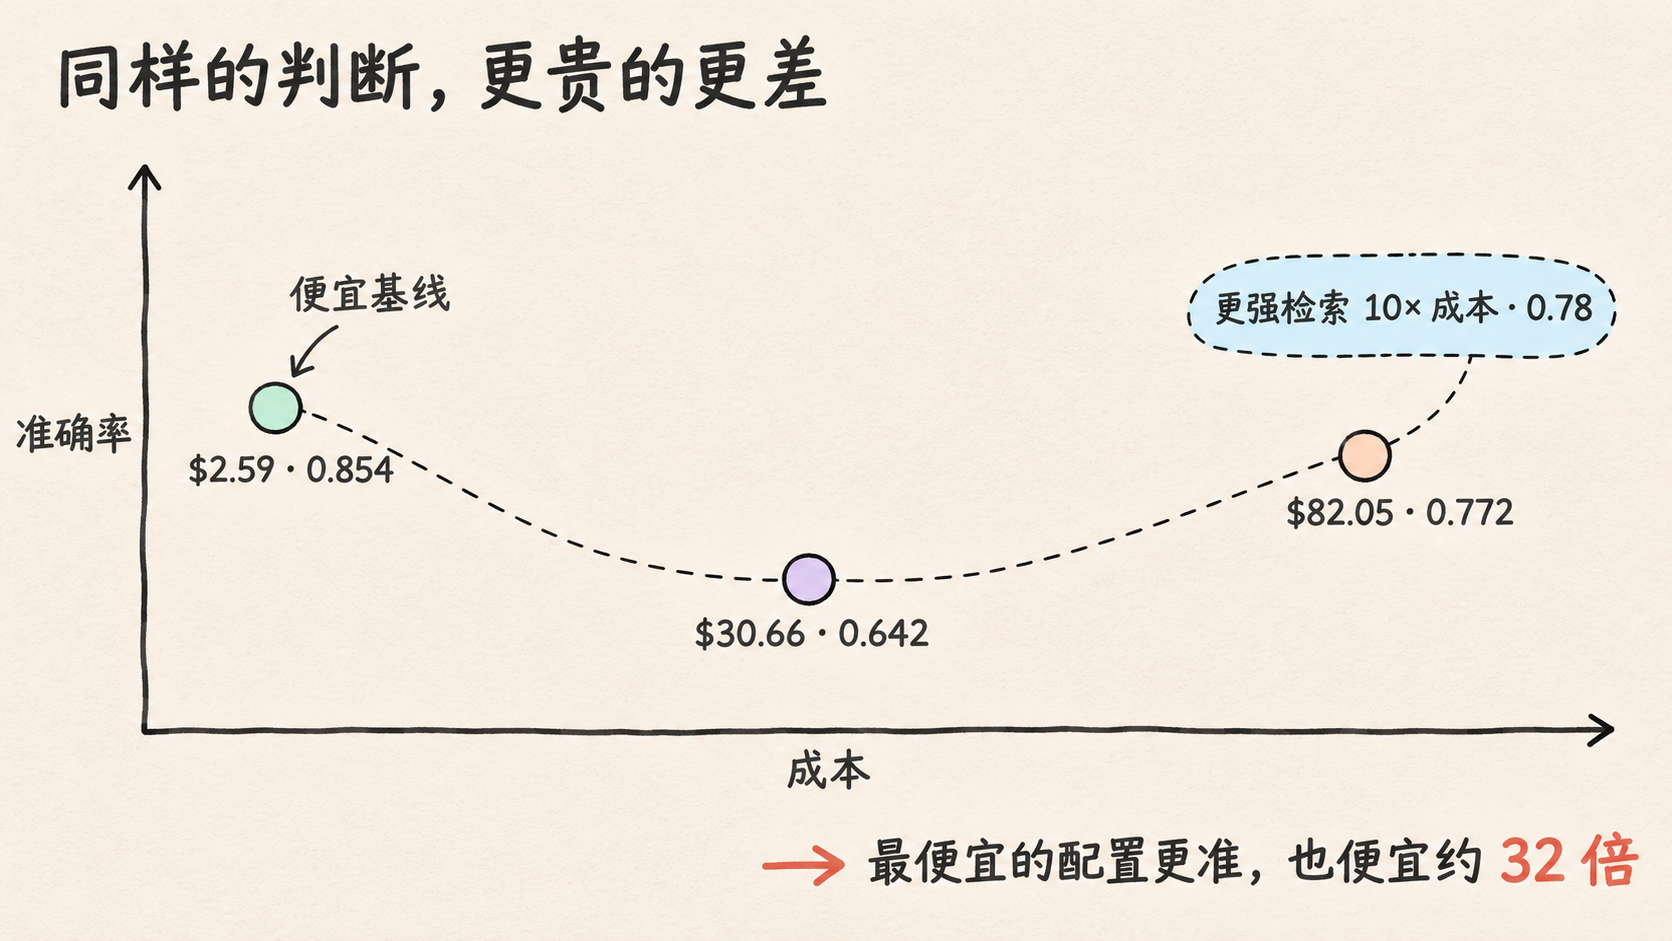 同样的判断，更贵的更差
便宜基线
更强检索 10× 成本 · 0.78
准确率
$2.59 · 0.854
$82.05 · 0.772
$30.66 · 0.642
成本
最便宜的配置更准，也便宜约 32 倍